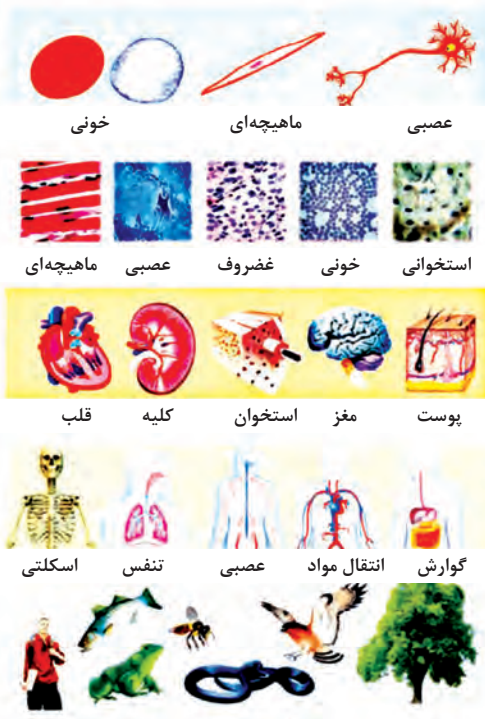 عصبی ماهیچه‌ای خونی
استخوانی خونی غضروف عصبی ماهیچه‌ای
پوست مغز استخوان کلیه قلب
گوارش انتقال مواد عصبی تنفس اسکلتی